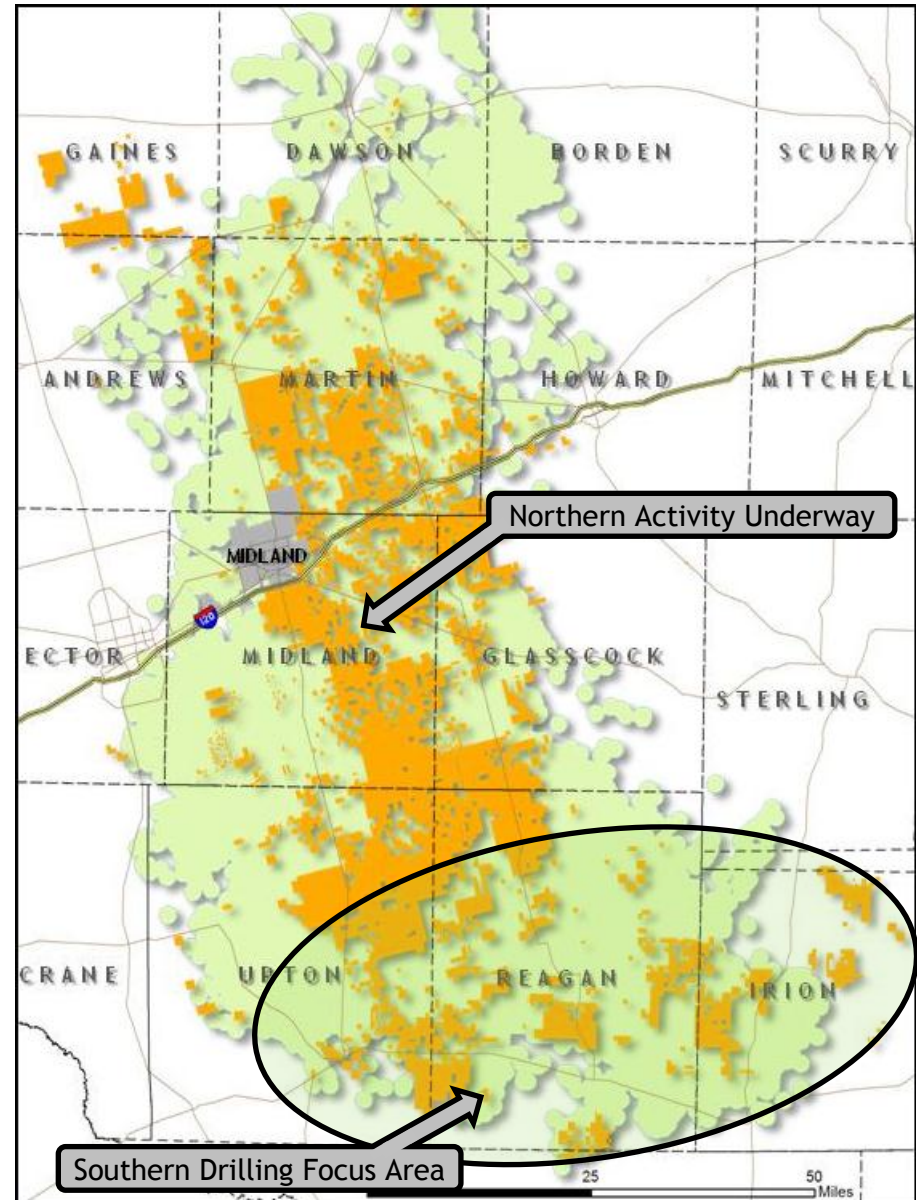 GAINES
DAWSON
BORDEN
SCURRY
ANDREWS
MARTIN
HOWARD
MITCHELL
Northern Activity Underway
MIDLAND
120
ECTOR
MIDLAND
GLASSCOCK
STERLING
CRANE
UPTON
REAGAN
IRION
Southern Drilling Focus Area
25
50
Miles